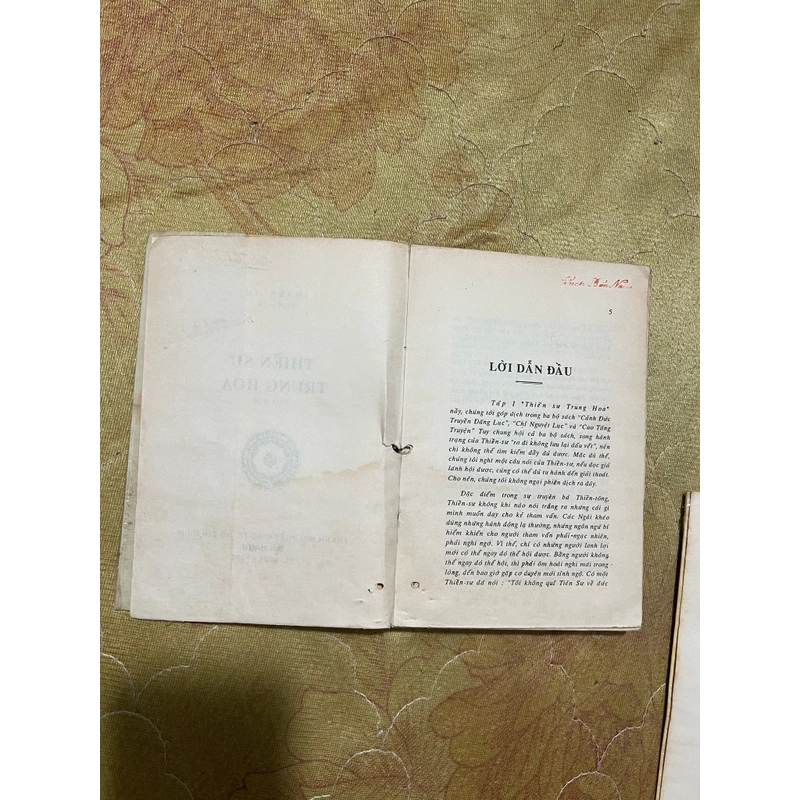 5
LỜI DẪN ĐẦU
Tập I "Thiền sư Trung Hoa"
nầy, chúng tôi góp dịch trong ba bộ sách "Cảnh Đức
Truyền Đăng Lục", "Chỉ Nguyệt Lục" và "Cao Tăng
Truyện" Tuy chung hội cả ba bộ sách, song hành
trạng của Thiền-sư "ra đi không lưu lại dấu vết", nên
chi không thể tìm kiếm đầy đủ được. Mặc dù thế,
chúng tôi nghĩ một câu nói của Thiền-sư, nếu đọc giả
lãnh hội được, cũng có thể đủ tu hành đến giải thoát.
Cho nên, chúng tôi không ngại phiên dịch ra đây.
Đặc điểm trong sự truyền bá Thiền-tông,
Thiền-sư không khi nào nói trắng ra những cái gì
mình muốn dạy cho kẻ tham vấn. Các Ngài khéo
dùng những hành động lạ thường, những ngôn ngữ bí
hiểm khiến cho người tham vấn phải-ngạc nhiên,
phải nghi ngờ. Vì thế, chỉ có những người lanh lợi
mới có thể ngay đó thể hội được. Bằng người không
thể ngay đó thể hội, thì phải ôm hoài nghi mãi trong
lòng, đến bao giờ gặp cơ duyên mới tỉnh ngộ. Có một
Thiền-sư đã nói : "Tôi không quí Tiên Sư về đức
THIỀN SƯ
TRUNG HOA